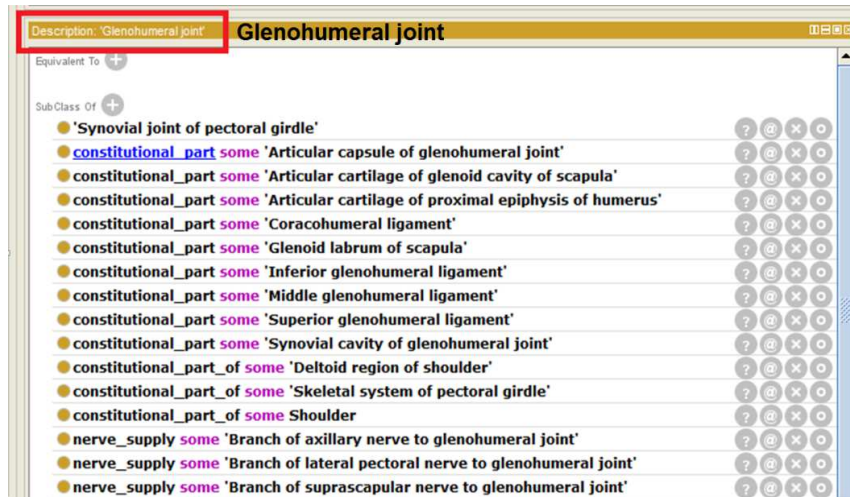 Description: 'Glenohumeral joint'
Glenohumeral joint
Equivalent To
SubClass Of
'Synovial joint of pectoral girdle'
constitutional_part some 'Articular capsule of glenohumeral joint'
constitutional_part some 'Articular cartilage of glenoid cavity of scapula'
constitutional_part some 'Articular cartilage of proximal epiphysis of humerus'
constitutional_part some 'Coracohumeral ligament'
constitutional_part some 'Glenoid labrum of scapula'
constitutional_part some 'Inferior glenohumeral ligament'
constitutional_part some 'Middle glenohumeral ligament'
constitutional_part some 'Superior glenohumeral ligament'
constitutional_part some 'Synovial cavity of glenohumeral joint'
constitutional_part_of some 'Deltoid region of shoulder'
constitutional_part_of some 'Skeletal system of pectoral girdle'
constitutional_part_of some Shoulder
nerve_supply some 'Branch of axillary nerve to glenohumeral joint'
nerve_supply some 'Branch of lateral pectoral nerve to glenohumeral joint'
nerve_supply some 'Branch of suprascapular nerve to glenohumeral joint'